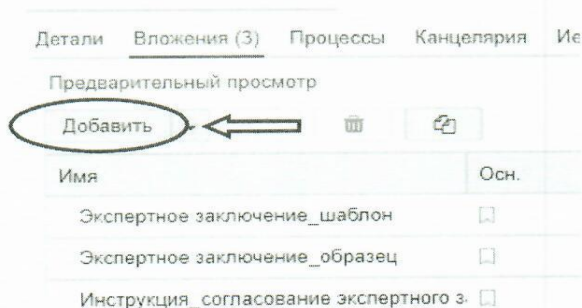 Детали Вложения (3) Процессы Канцелярия
Предварительный просмотр
Добавить
Имя Осн.
Экспертное заключение_шаблон
Экспертное заключение_образец
Инструкция_согласование экспертного з